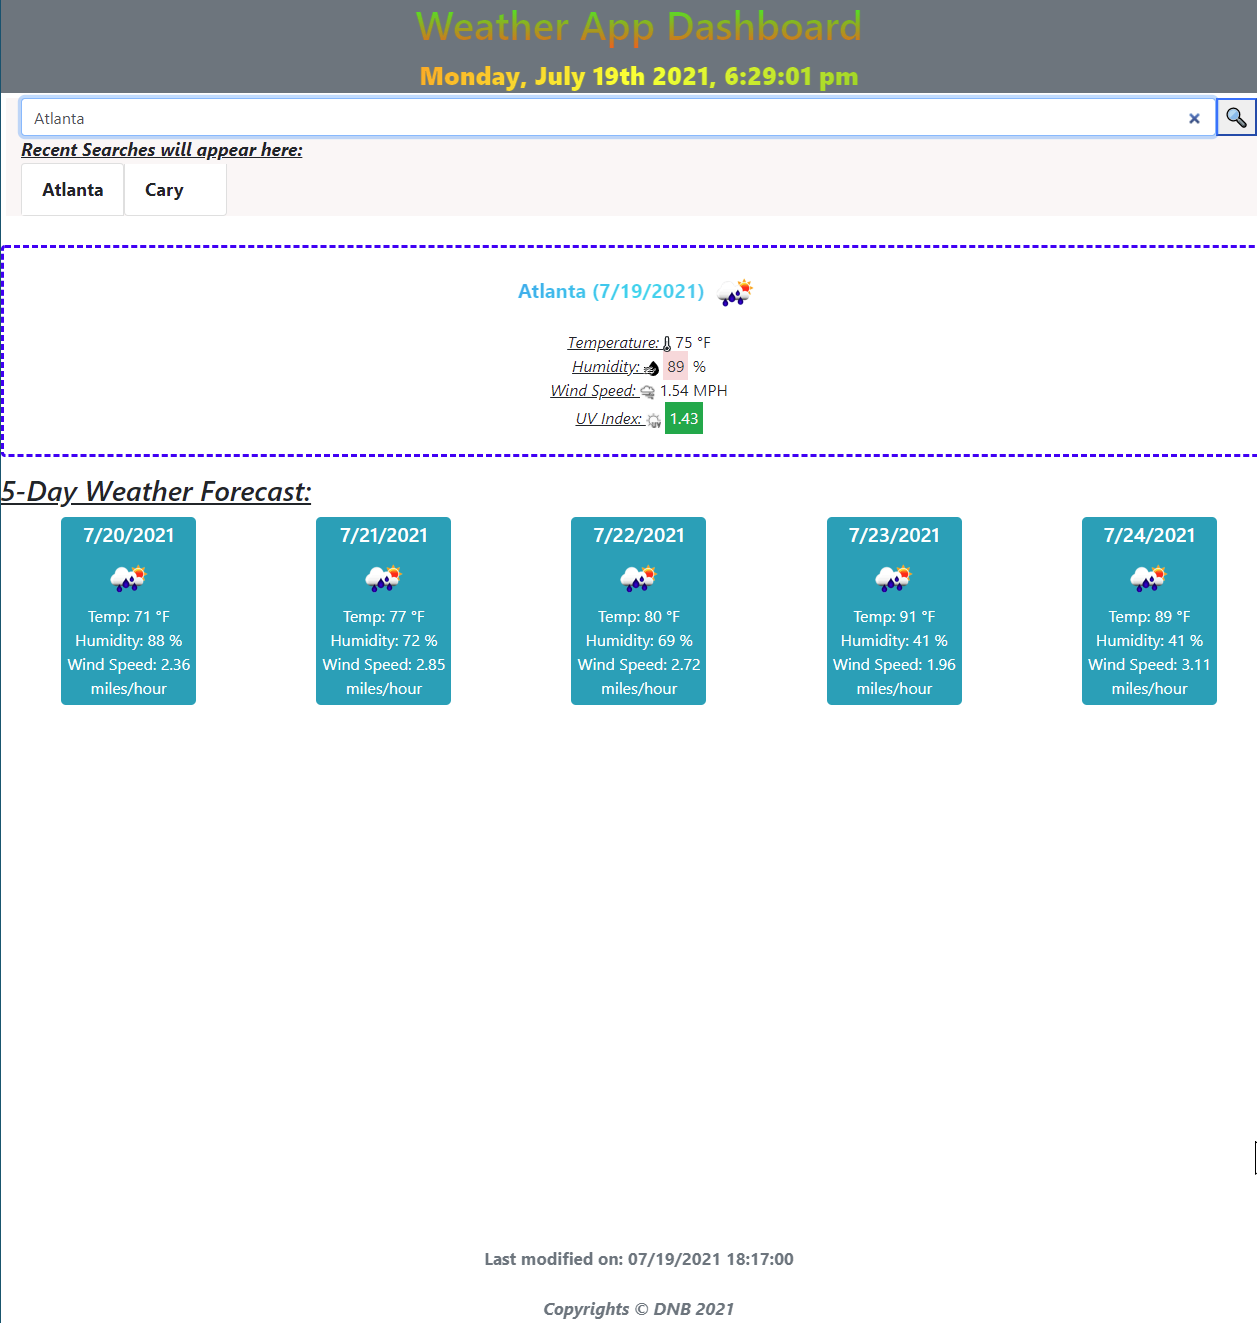 Weather App Dashboard
Monday, July 19th 2021, 6:29:01 pm
Atlanta
Recent Searches will appear here:
Atlanta
Cary
Atlanta (7/19/2021)
Temperature: 75 °F
Humidity: 89 %
Wind Speed: 1.54 MPH
UV Index: 1.43
5-Day Weather Forecast:
7/20/2021
Temp: 71 °F
Humidity: 88 %
Wind Speed: 2.36
miles/hour
7/21/2021
Temp: 77 °F
Humidity: 72 %
Wind Speed: 2.85
miles/hour
7/22/2021
Temp: 80 °F
Humidity: 69 %
Wind Speed: 2.72
miles/hour
7/23/2021
Temp: 91 °F
Humidity: 41 %
Wind Speed: 1.96
miles/hour
7/24/2021
Temp: 89 °F
Humidity: 41 %
Wind Speed: 3.11
miles/hour
Last modified on: 07/19/2021 18:17:00
Copyrights © DNB 2021